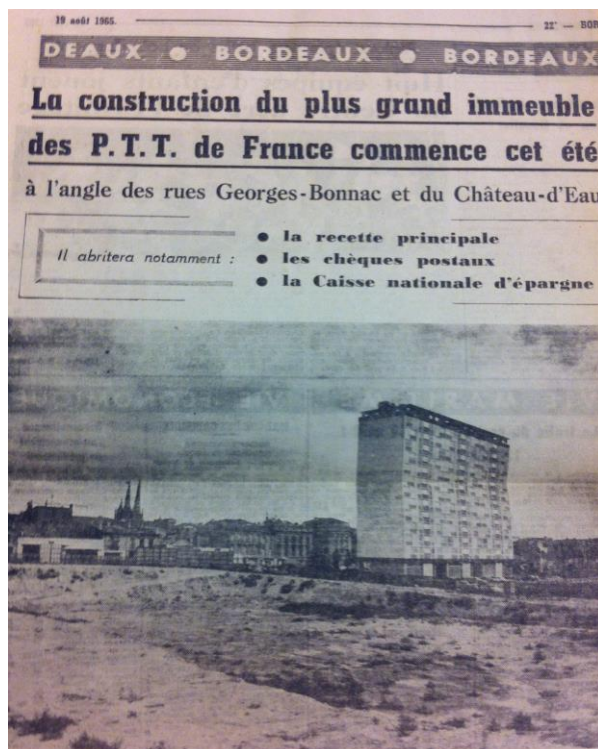 19 août 1965.
22* — BOR
DEAUX ● BORDEAUX ● BORDEAUX
La construction du plus grand immeuble
des P.T.T. de France commence cet été
à l'angle des rues Georges-Bonnac et du Château-d'Eau
Il abritera notamment :
● la recette principale
● les chèques postaux
● la Caisse nationale d'épargne